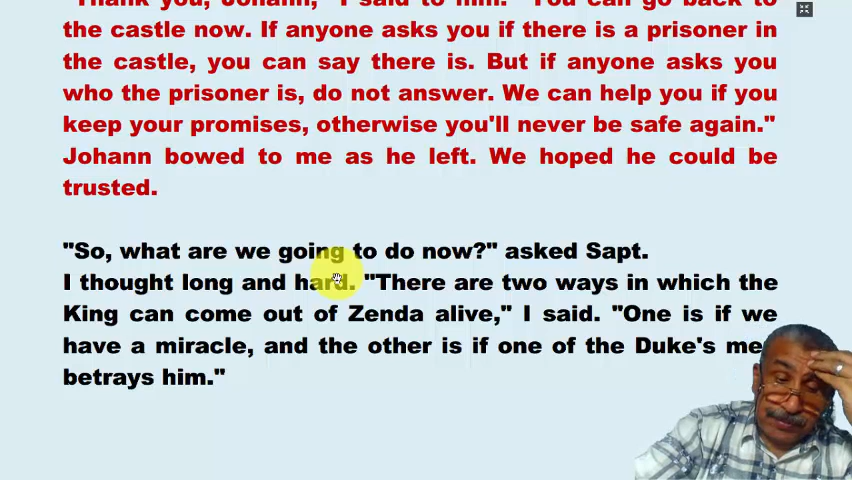 "Thank you, Johann," I said to him. "You can go back to
the castle now. If anyone asks you if there is a prisoner in
the castle, you can say there is. But if anyone asks you
who the prisoner is, do not answer. We can help you if you
keep your promises, otherwise you'll never be safe again."
Johann bowed to me as he left. We hoped he could be
trusted.
"So, what are we going to do now?" asked Sapt.
I thought long and hard. "There are two ways in which the
King can come out of Zenda alive," I said. "One is if we
have a miracle, and the other is if one of the Duke's me
betrays him."